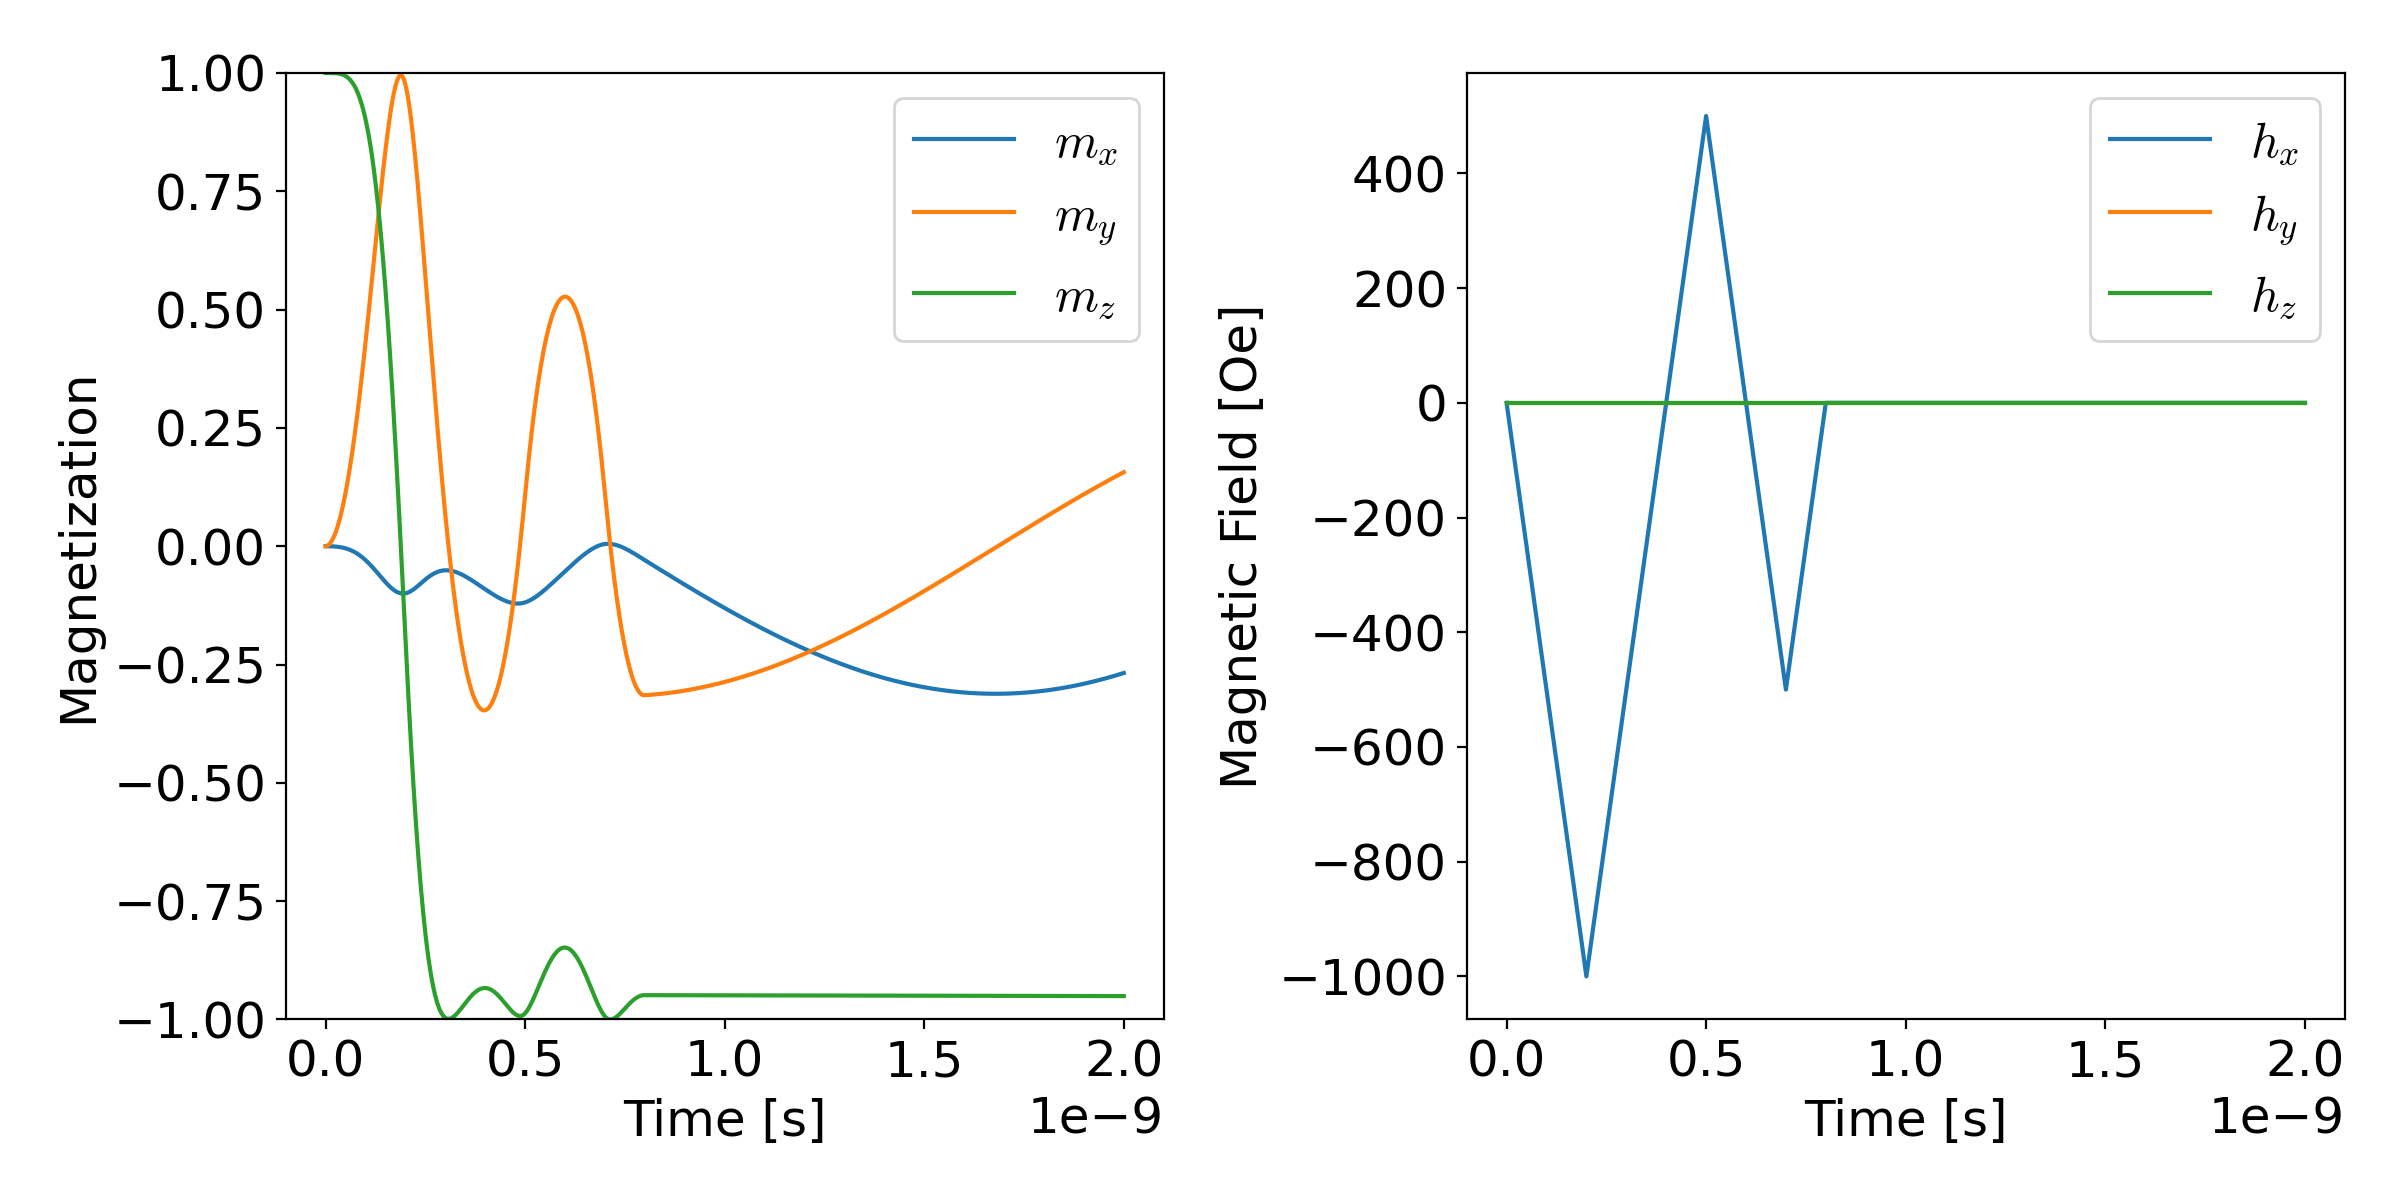 Magnetization
1.00
0.75
0.50
0.25
0.00
−0.25
−0.50
−0.75
−1.00
0.0 0.5 1.0 1.5 2.0
Time [s]
1e−9
m_x
m_y
m_z
Magnetic Field [Oe]
400
200
0
−200
−400
−600
−800
−1000
0.0 0.5 1.0 1.5 2.0
Time [s]
1e−9
h_x
h_y
h_z